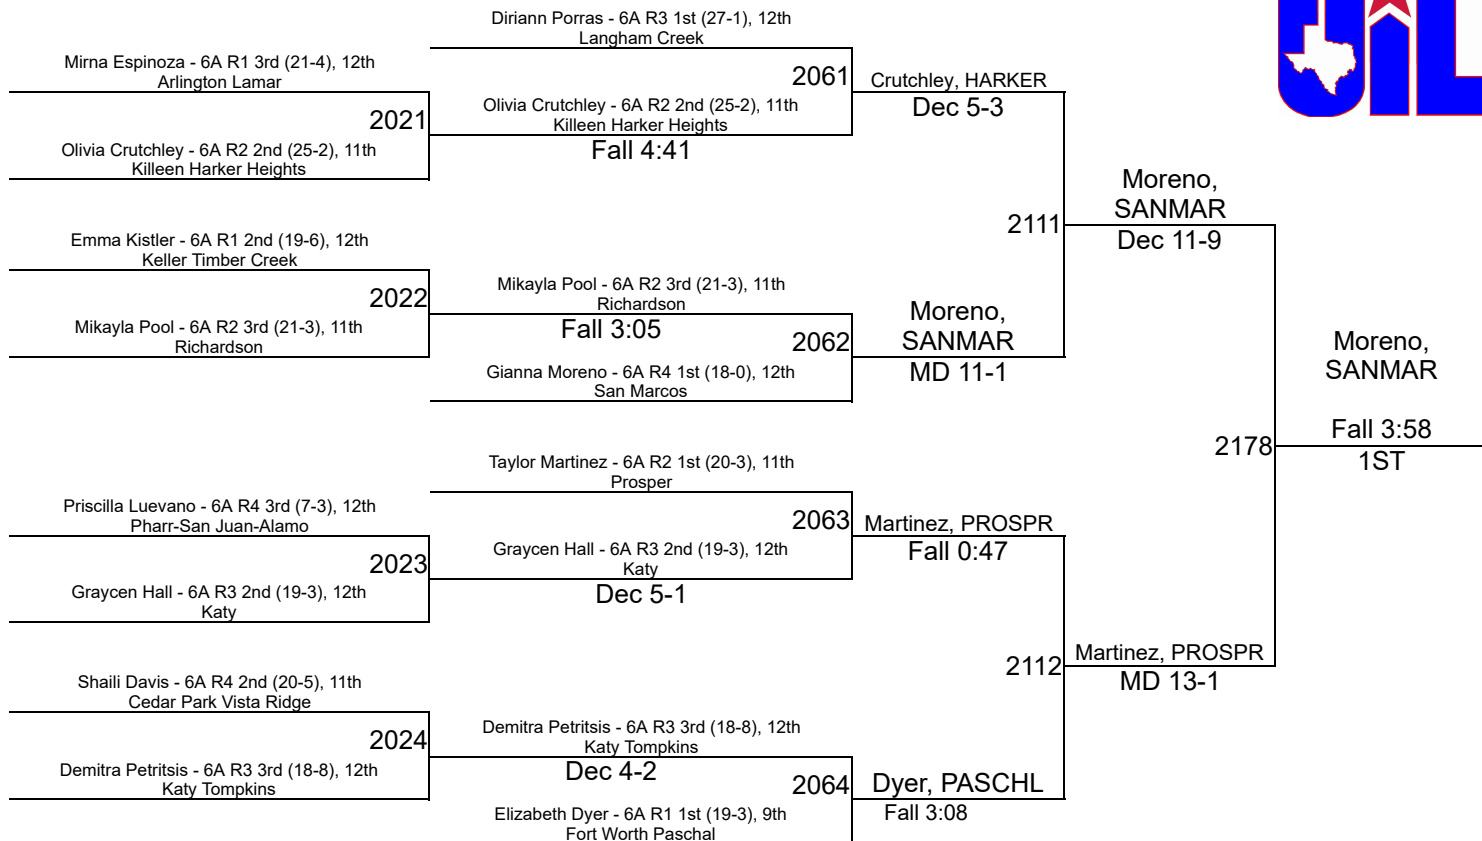 Diriann Porras - 6A R3 1st (27-1), 12th
Langham Creek
Mirna Espinoza - 6A R1 3rd (21-4), 12th
Arlington Lamar
2061
Crutchley, HARKER
Dec 5-3
2021
Olivia Crutchley - 6A R2 2nd (25-2), 11th
Killeen Harker Heights
Fall 4:41
Olivia Crutchley - 6A R2 2nd (25-2), 11th
Killeen Harker Heights
UIL
Moreno,
SANMAR
Dec 11-9
2111
Emma Kistler - 6A R1 2nd (19-6), 12th
Keller Timber Creek
2022
Mikayla Pool - 6A R2 3rd (21-3), 11th
Richardson
Fall 3:05
Mikayla Pool - 6A R2 3rd (21-3), 11th
Richardson
2062
Moreno,
SANMAR
MD 11-1
Gianna Moreno - 6A R4 1st (18-0), 12th
San Marcos
Moreno,
SANMAR
Fall 3:58
1ST
2178
Taylor Martinez - 6A R2 1st (20-3), 11th
Prosper
Priscilla Luevano - 6A R4 3rd (7-3), 12th
Pharr-San Juan-Alamo
2063
Martinez, PROSPR
Fall 0:47
2023
Graycen Hall - 6A R3 2nd (19-3), 12th
Katy
Dec 5-1
Graycen Hall - 6A R3 2nd (19-3), 12th
Katy
2112
Martinez, PROSPR
MD 13-1
Shaili Davis - 6A R4 2nd (20-5), 11th
Cedar Park Vista Ridge
2024
Demitra Petritsis - 6A R3 3rd (18-8), 12th
Katy Tompkins
Dec 4-2
Demitra Petritsis - 6A R3 3rd (18-8), 12th
Katy Tompkins
2064
Dyer, PASCHL
Fall 3:08
Elizabeth Dyer - 6A R1 1st (19-3), 9th
Fort Worth Paschal